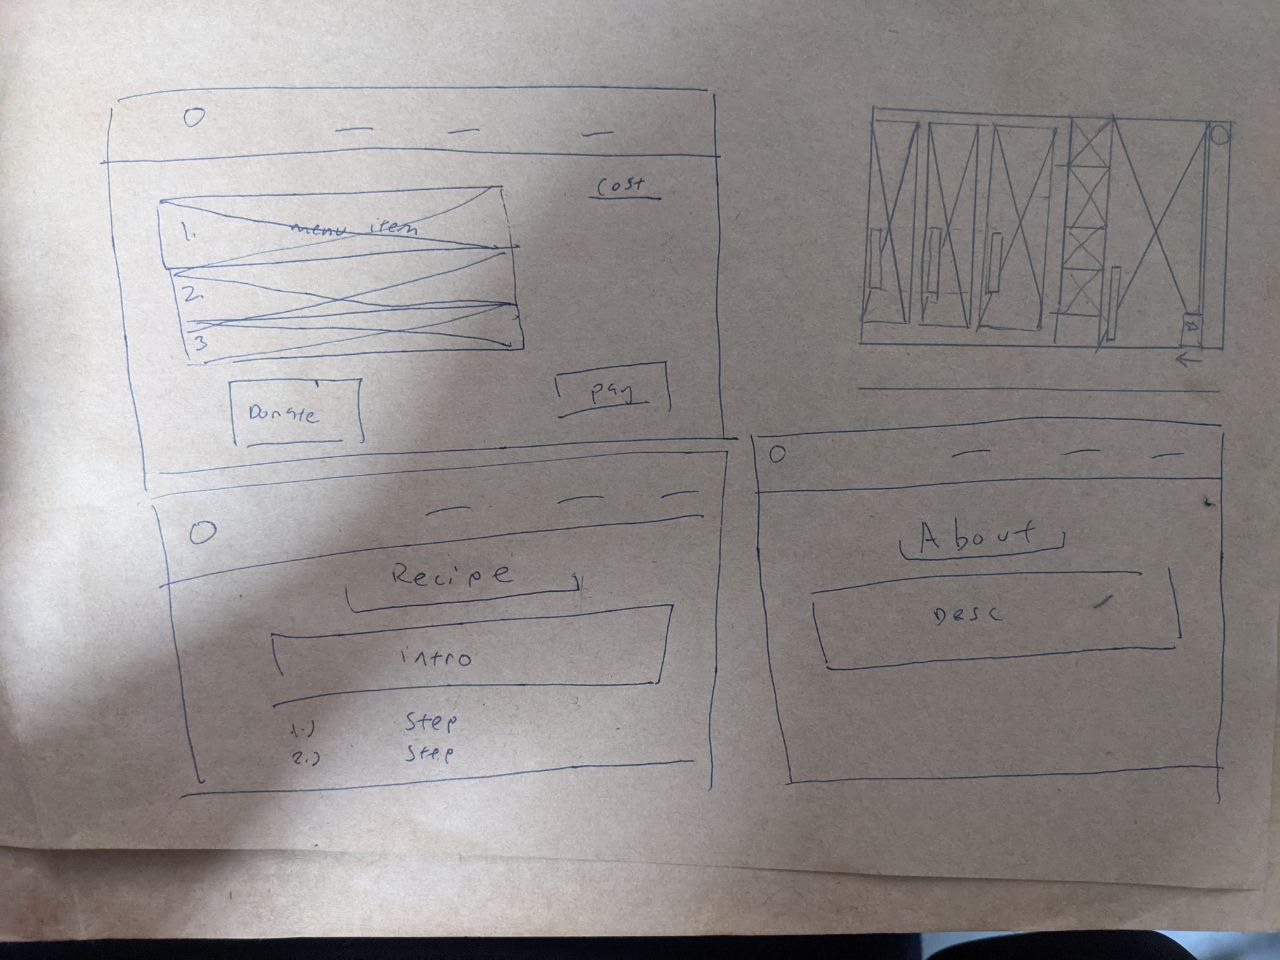 Cost
1. menu item
2.
3
Donate
pay
Recipe
intro
1.) Step
2.) Step
About
Desc